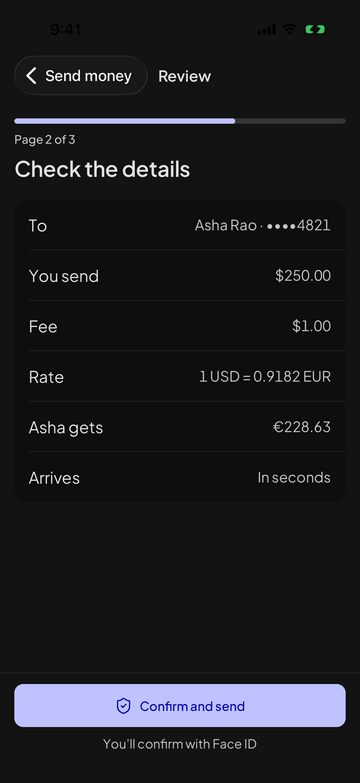 9:41
Send money Review
Page 2 of 3
Check the details
To Asha Rao · ••••4821
You send $250.00
Fee $1.00
Rate 1 USD = 0.9182 EUR
Asha gets €228.63
Arrives In seconds
Confirm and send
You'll confirm with Face ID